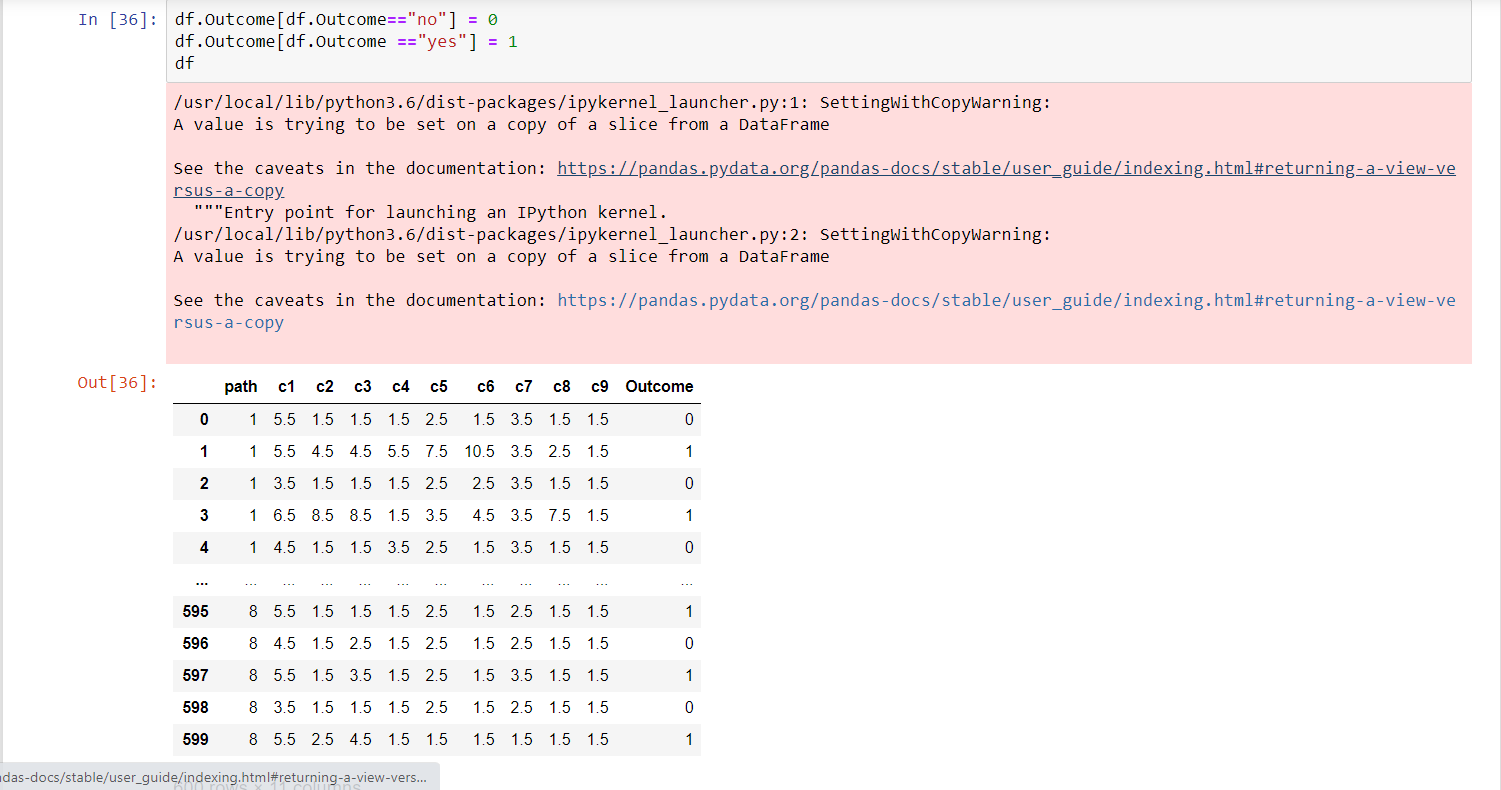 In [36]: df.Outcome[df.Outcome=="no"] = 0
df.Outcome[df.Outcome =="yes"] = 1
df
/usr/local/lib/python3.6/dist-packages/ipykernel_launcher.py:1: SettingWithCopyWarning:
A value is trying to be set on a copy of a slice from a DataFrame
See the caveats in the documentation: https://pandas.pydata.org/pandas-docs/stable/user_guide/indexing.html#returning-a-view-ve
rsus-a-copy
"""Entry point for launching an IPython kernel.
/usr/local/lib/python3.6/dist-packages/ipykernel_launcher.py:2: SettingWithCopyWarning:
A value is trying to be set on a copy of a slice from a DataFrame
See the caveats in the documentation: https://pandas.pydata.org/pandas-docs/stable/user_guide/indexing.html#returning-a-view-ve
rsus-a-copy
Out[36]: path c1 c2 c3 c4 c5 c6 c7 c8 c9 Outcome
0 1 5.5 1.5 1.5 1.5 2.5 1.5 3.5 1.5 1.5 0
1 1 5.5 4.5 4.5 5.5 7.5 10.5 3.5 2.5 1.5 1
2 1 3.5 1.5 1.5 1.5 2.5 2.5 3.5 1.5 1.5 0
3 1 6.5 8.5 8.5 1.5 3.5 4.5 3.5 7.5 1.5 1
4 1 4.5 1.5 1.5 3.5 2.5 1.5 3.5 1.5 1.5 0
... ... ... ... ... ... ... ... ... ... ... ...
595 8 5.5 1.5 1.5 1.5 2.5 1.5 2.5 1.5 1.5 1
596 8 4.5 1.5 2.5 1.5 2.5 1.5 2.5 1.5 1.5 0
597 8 5.5 1.5 3.5 1.5 2.5 1.5 3.5 1.5 1.5 1
598 8 3.5 1.5 1.5 1.5 2.5 1.5 2.5 1.5 1.5 0
599 8 5.5 2.5 4.5 1.5 1.5 1.5 1.5 1.5 1.5 1
ndas-docs/stable/user_guide/indexing.html#returning-a-view-vers...
600 rows × 11 columns